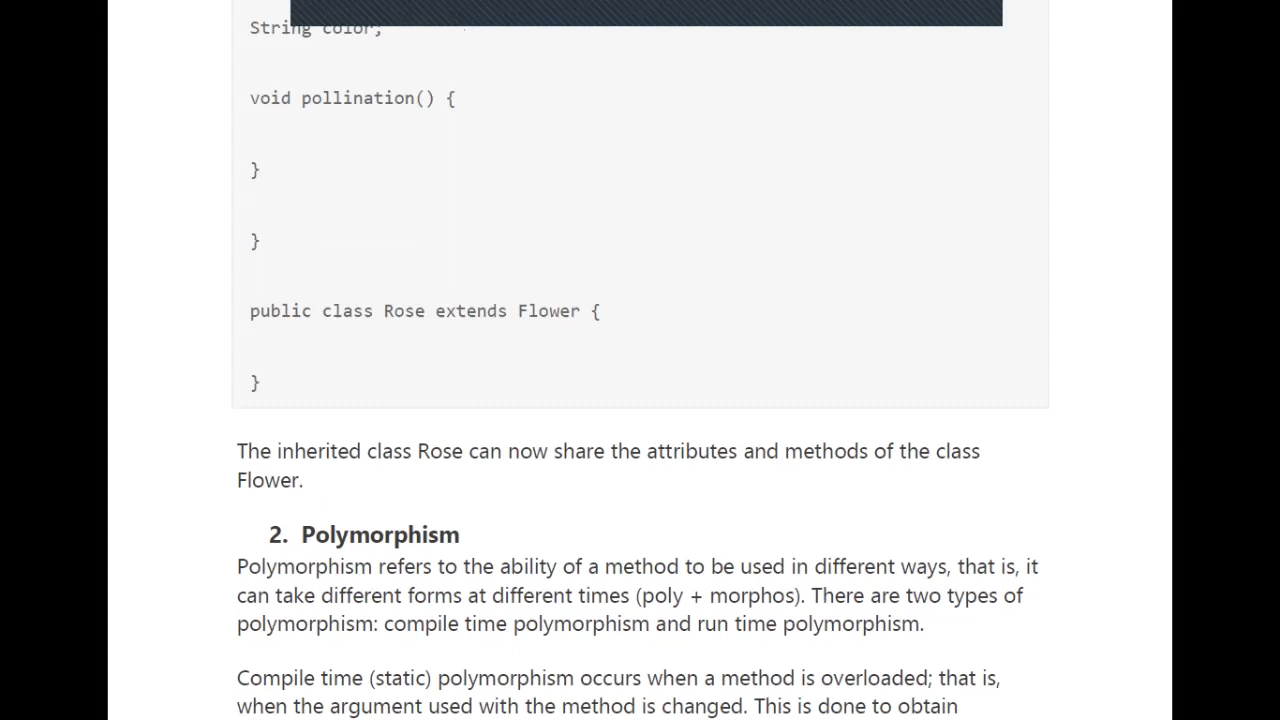 String color;
void pollination() {
}
}
public class Rose extends Flower {
}
The inherited class Rose can now share the attributes and methods of the class
Flower.
2. Polymorphism
Polymorphism refers to the ability of a method to be used in different ways, that is, it
can take different forms at different times (poly + morphos). There are two types of
polymorphism: compile time polymorphism and run time polymorphism.
Compile time (static) polymorphism occurs when a method is overloaded; that is,
when the argument used with the method is changed. This is done to obtain